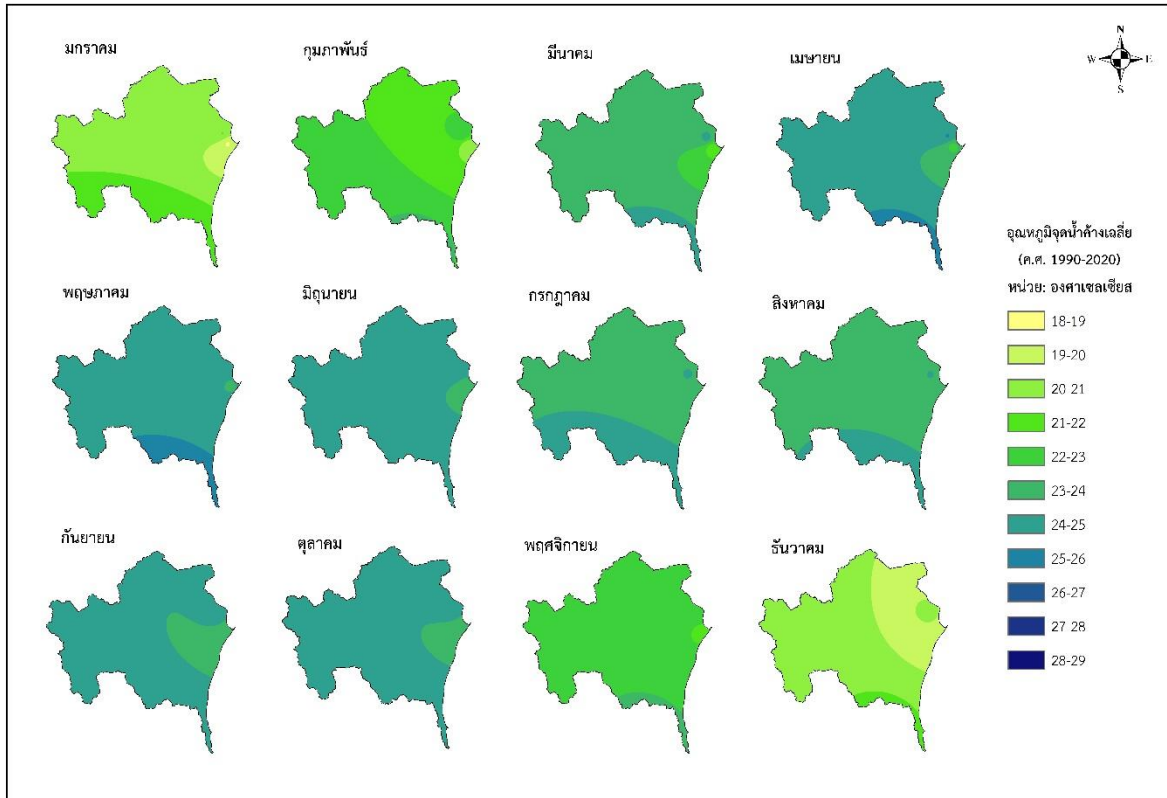 มกราคม
กุมภาพันธ์
มีนาคม
เมษายน
N
W E
S
พฤษภาคม
มิถุนายน
กรกฎาคม
สิงหาคม
กันยายน
ตุลาคม
พฤศจิกายน
ธันวาคม
อุณหภูมิจุดน้ำค้างเฉลี่ย
(ค.ศ. 1990-2020)
หน่วย: องศาเซลเซียส
18-19
19-20
20-21
21-22
22-23
23-24
24-25
25-26
26-27
27-28
28-29